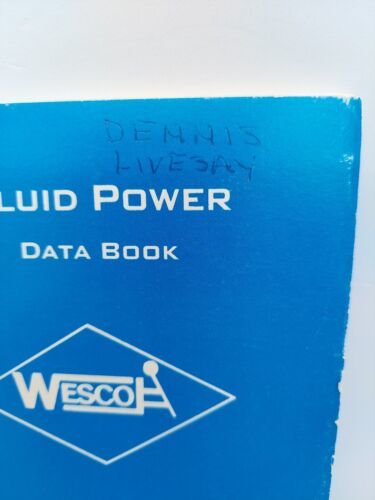 DENNIS
LIVESAY
LUID POWER
DATA BOOK
WESCO